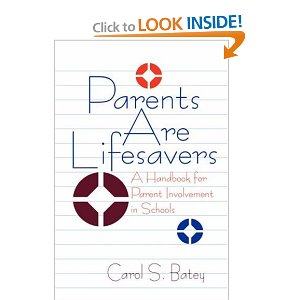 Click to LOOK INSIDE!
Parents
Are
Lifesavers
A Handbook for
Parent Involvement
in Schools
Carol S. Batey